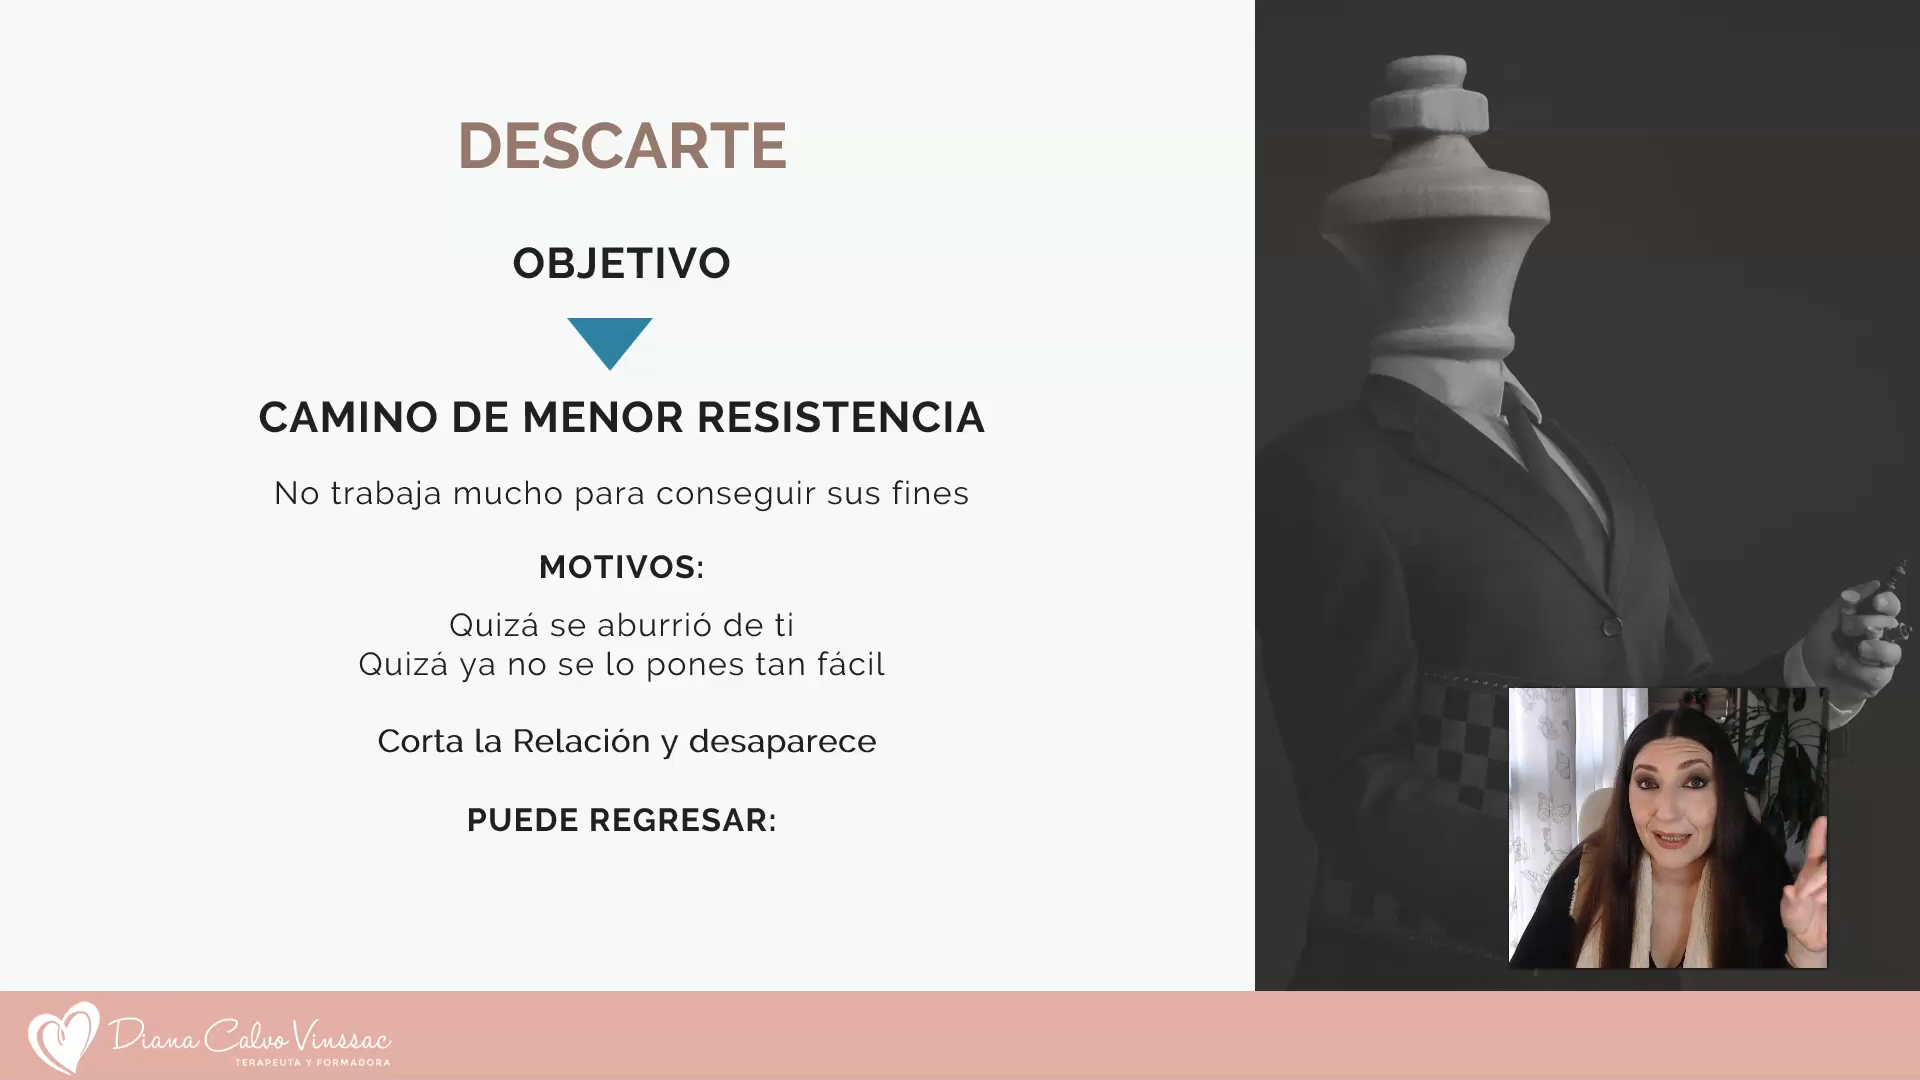 DESCARTE
OBJETIVO
CAMINO DE MENOR RESISTENCIA
No trabaja mucho para conseguir sus fines
MOTIVOS:
Quizá se aburrió de ti
Quizá ya no se lo pones tan fácil
Corta la Relación y desaparece
PUEDE REGRESAR:
Diana Calvo Vinssac
TERAPEUTA Y FORMADORA